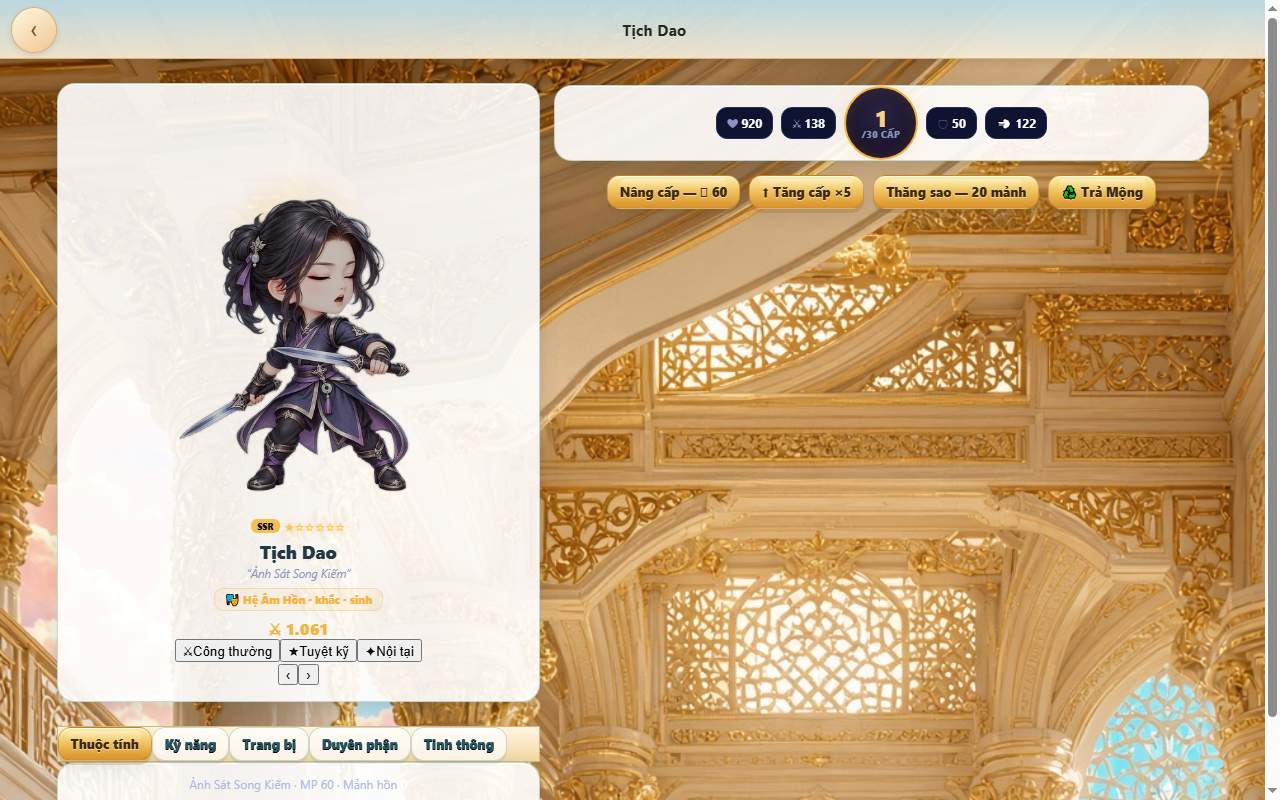 Tịch Dao
920
138
1
/30 CẤP
50
122
Nâng cấp — 60
↑ Tăng cấp ×5
Thăng sao — 20 mảnh
Trả Mộng
SSR ★☆☆☆☆☆
Tịch Dao
"Ảnh Sát Song Kiếm"
Hệ Âm Hồn · khắc · sinh
⚔ 1.061
⚔Công thường
★Tuyệt kỹ
✦Nội tại
‹
›
Thuộc tính
Kỹ năng
Trang bị
Duyên phận
Tinh thông
Ảnh Sát Song Kiếm · MP 60 · Mảnh hồn